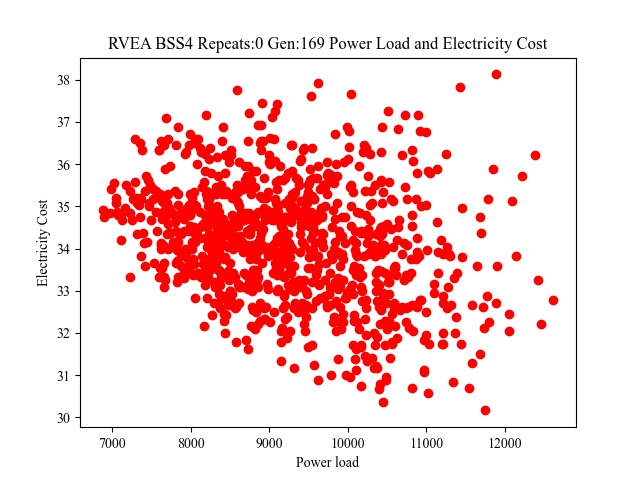 RVEA BSS4 Repeats:0 Gen:169 Power Load and Electricity Cost
38
37
36
35
34
33
32
31
30
Electricity Cost
7000 8000 9000 10000 11000 12000
Power load